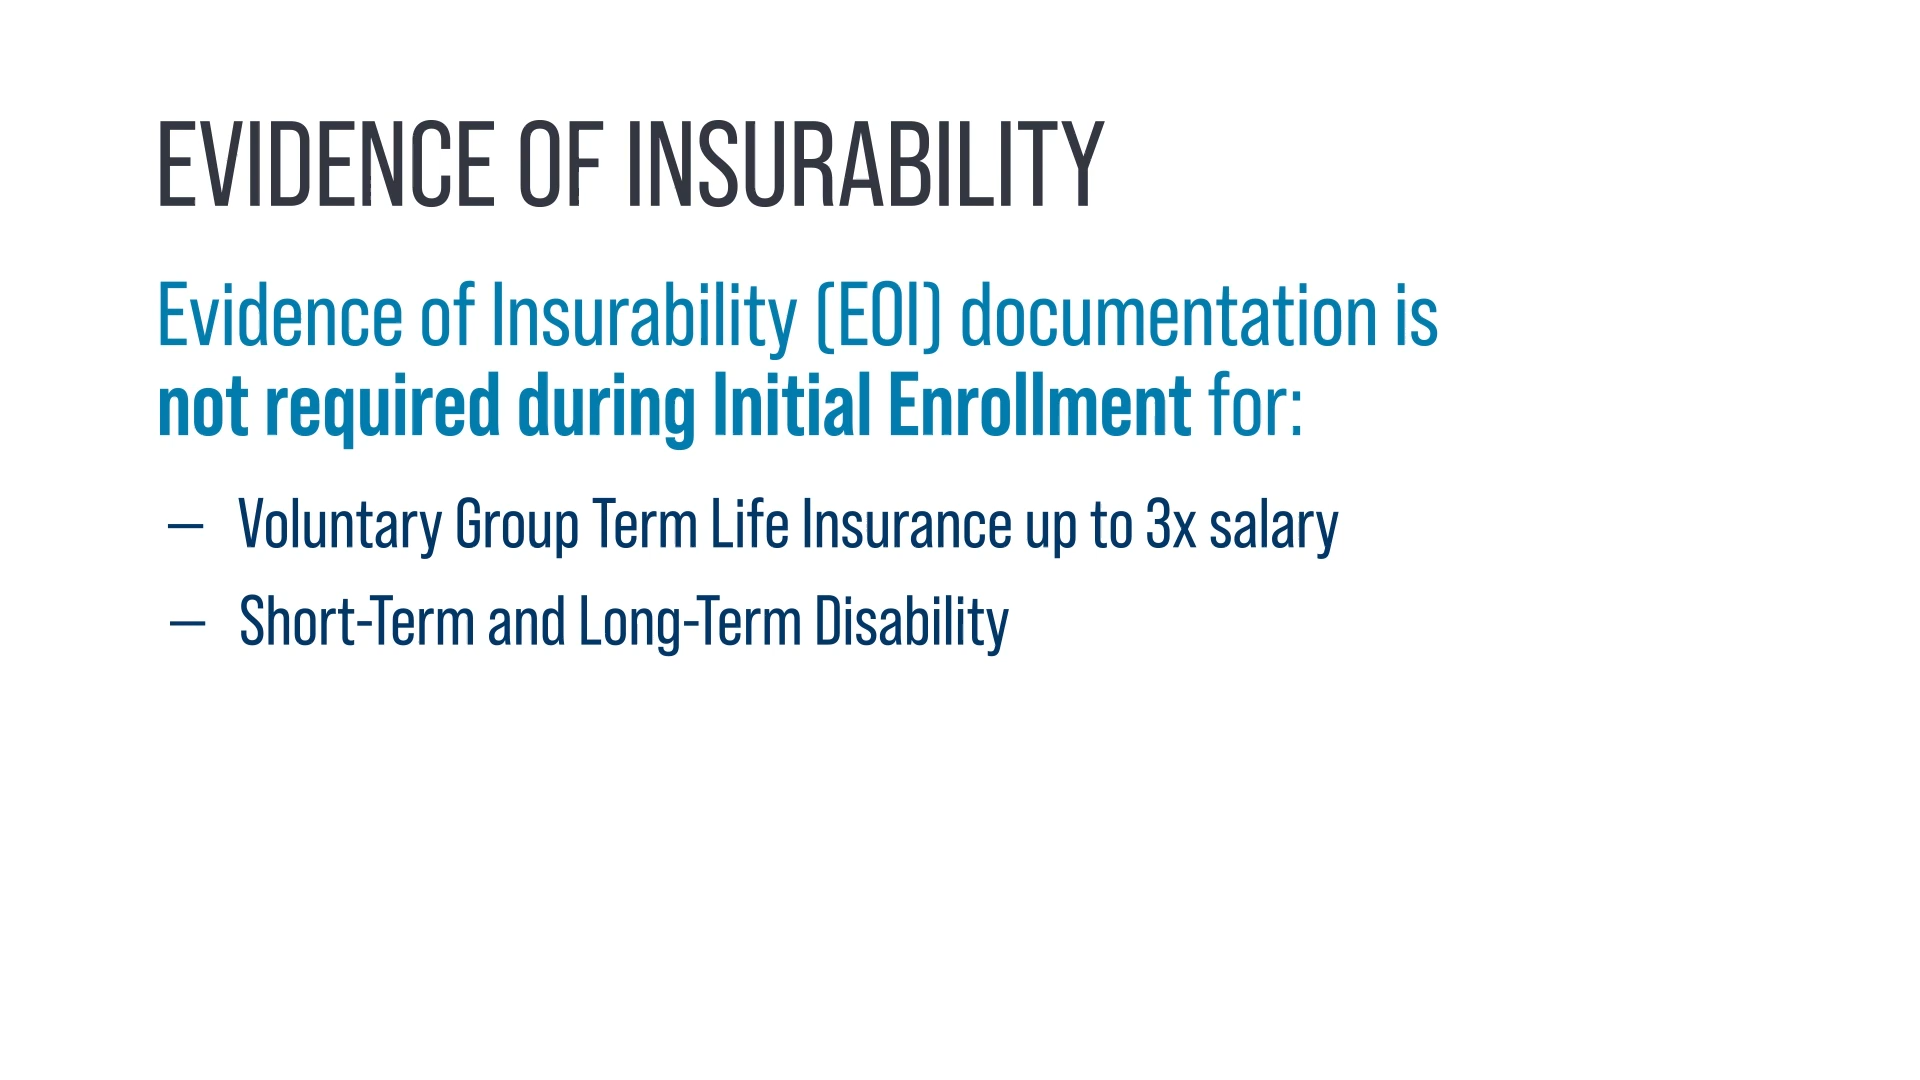 EVIDENCE OF INSURABILITY
Evidence of Insurability (EOI) documentation is
not required during Initial Enrollment for:
– Voluntary Group Term Life Insurance up to 3x salary
– Short-Term and Long-Term Disability